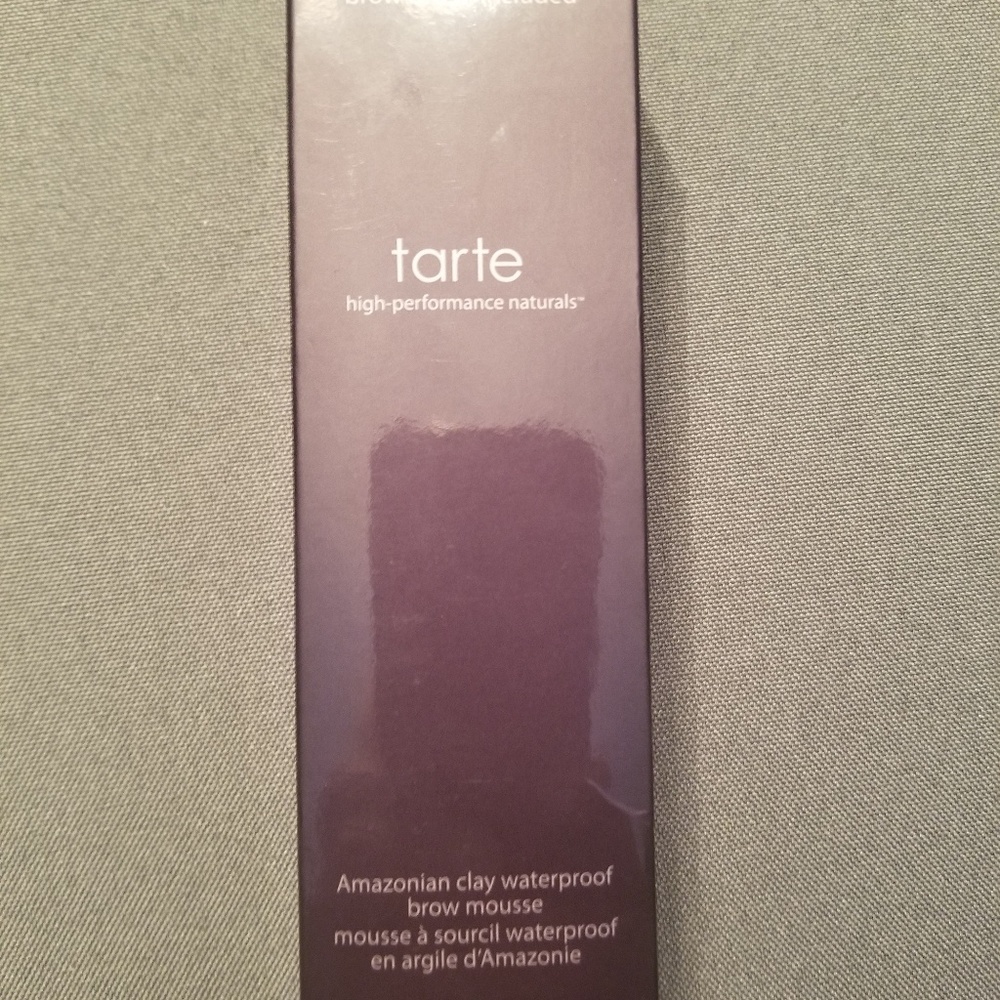 tarte
high-performance naturals™
Amazonian clay waterproof
brow mousse
mousse à sourcil waterproof
en argile d'Amazonie